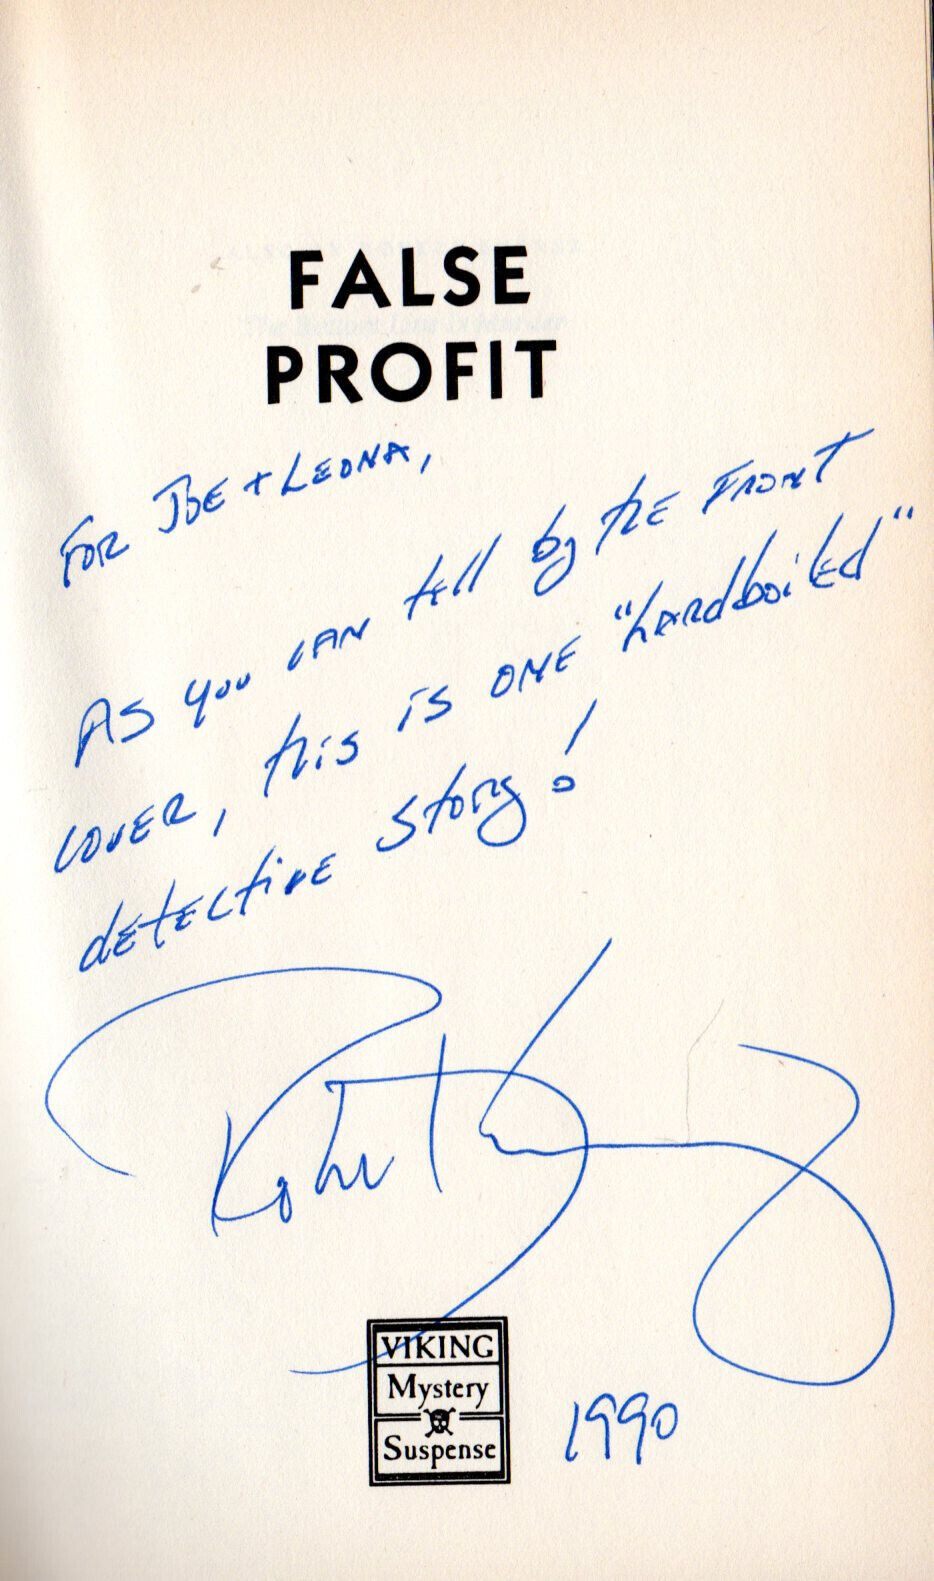 FALSE
PROFIT
FOR JOE + LEONA,
AS you CAN tell by the FRONT
COVER, this is ONE "hardboiled"
detective story!
VIKING
Mystery
Suspense
1990